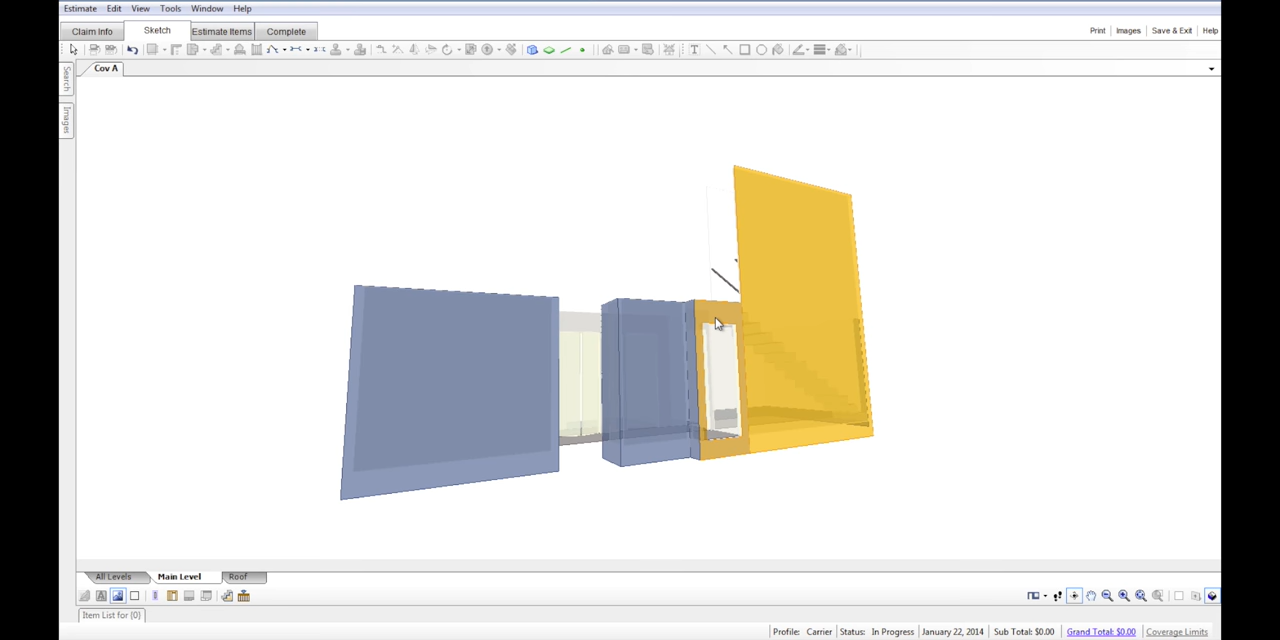 Estimate Edit View Tools Window Help
Claim Info Sketch Estimate Items Complete Print Images Save & Exit Help
Cov A
Search
Images
All Levels Main Level Roof
Item List for {0}
Profile: Carrier Status: In Progress January 22, 2014 Sub Total: $0.00 Grand Total: $0.00 Coverage Limits